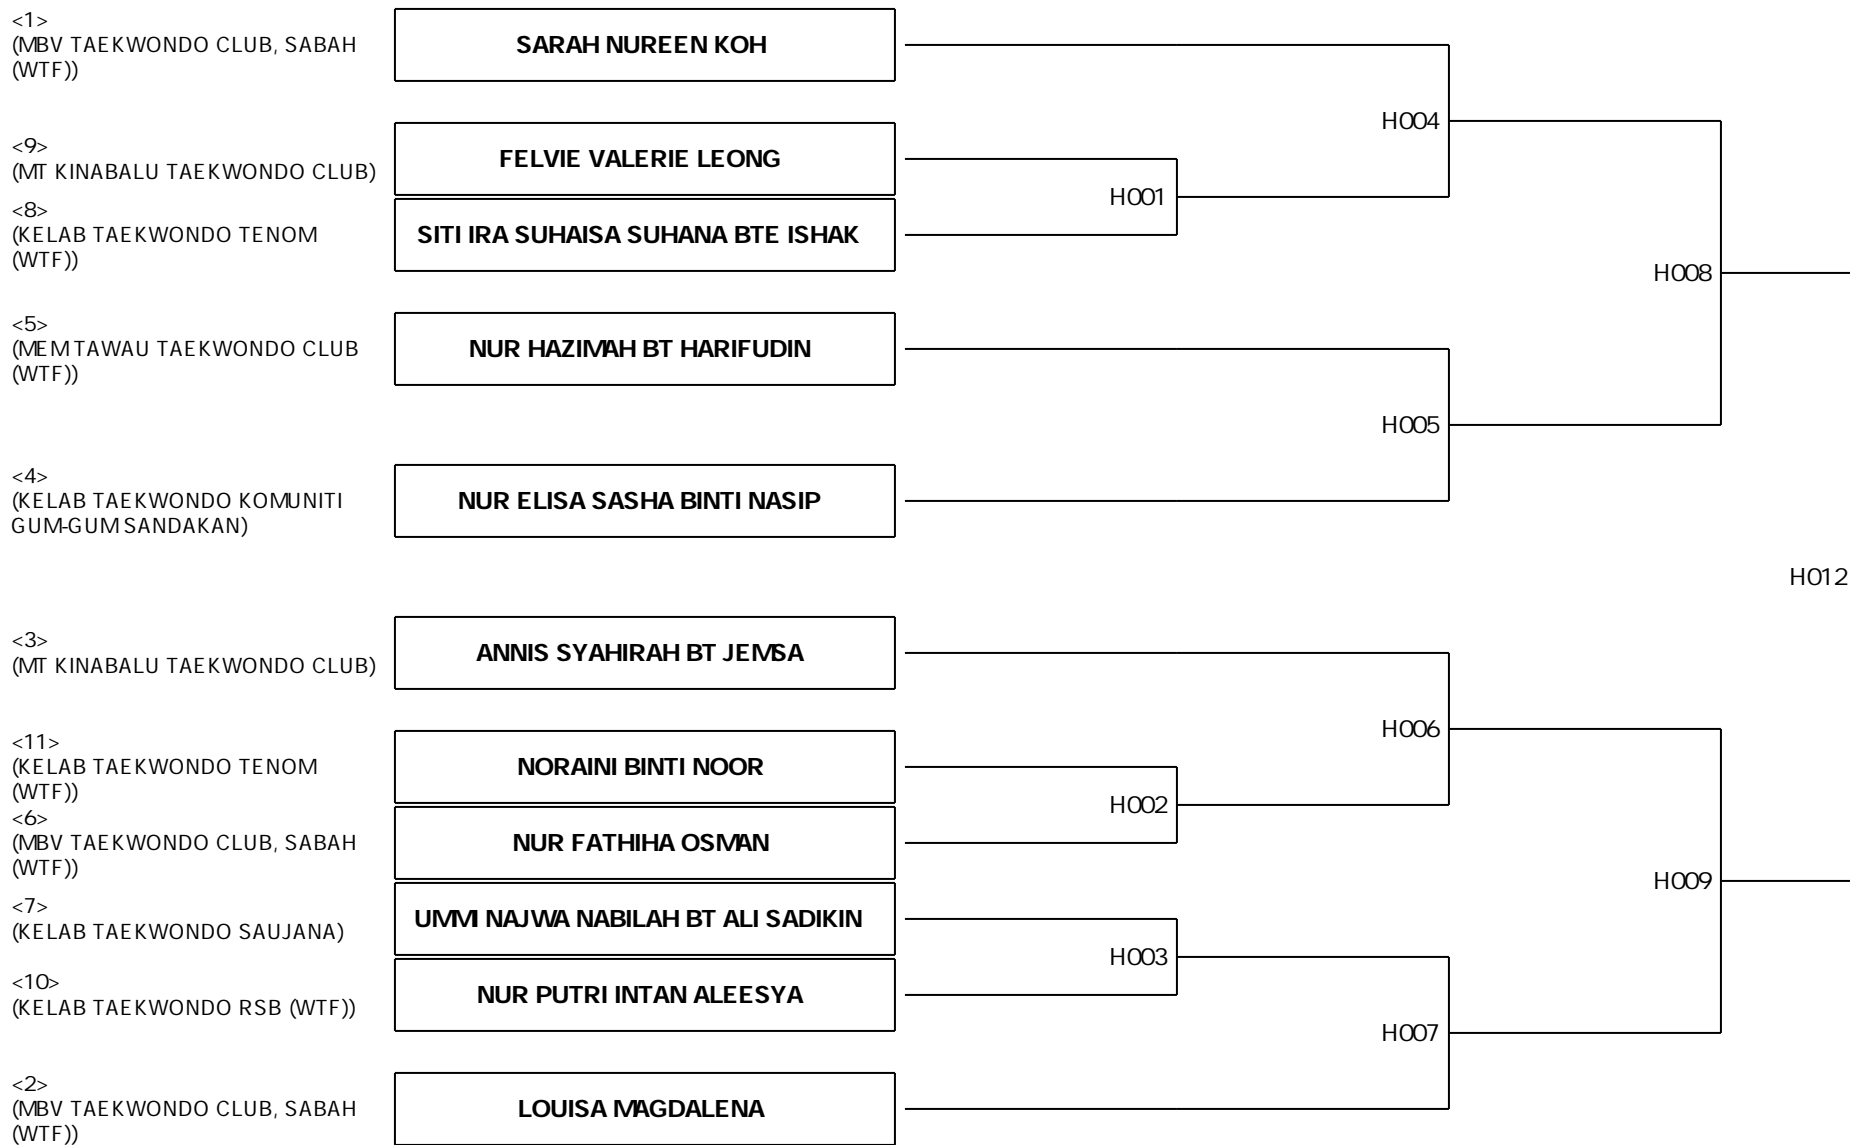 <1>
(MBV TAEKWONDO CLUB, SABAH
(WTF))
SARAH NUREEN KOH
H004
<9>
(MT KINABALU TAEKWONDO CLUB)
FELVIE VALERIE LEONG
H001
<8>
(KELAB TAEKWONDO TENOM
(WTF))
SITI IRA SUHAISA SUHANA BTE ISHAK
H008
<5>
(MEM TAWAU TAEKWONDO CLUB
(WTF))
NUR HAZIMAH BT HARIFUDIN
H005
<4>
(KELAB TAEKWONDO KOMUNITI
GUM-GUM SANDAKAN)
NUR ELISA SASHA BINTI NASIP
H012
<3>
(MT KINABALU TAEKWONDO CLUB)
ANNIS SYAHIRAH BT JEMSA
H006
<11>
(KELAB TAEKWONDO TENOM
(WTF))
NORAINI BINTI NOOR
H002
<6>
(MBV TAEKWONDO CLUB, SABAH
(WTF))
NUR FATHIHA OSMAN
H009
<7>
(KELAB TAEKWONDO SAUJANA)
UMMI NAJWA NABILAH BT ALI SADIKIN
H003
<10>
(KELAB TAEKWONDO RSB (WTF))
NUR PUTRI INTAN ALEESYA
H007
<2>
(MBV TAEKWONDO CLUB, SABAH
(WTF))
LOUISA MAGDALENA